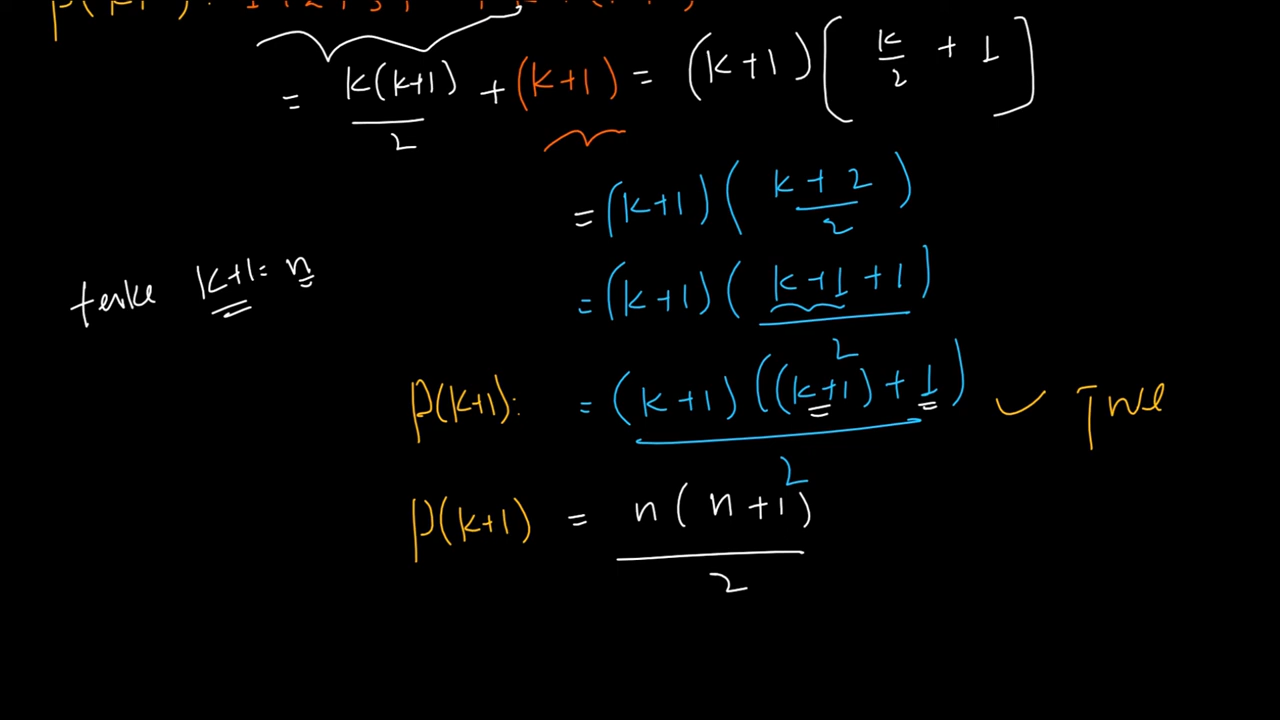 = k(k+1)/2 + (k+1) = (k+1) [ k/2 + 1 ]
= (k+1) ( k + 2 / 2 )
take k+1 = n
= (k+1) ( k+1 + 1 ) / 2
P(k+1): = (k+1) ((k+1) + 1) / 2 ✓ True
P(k+1) = n ( n +1) / 2